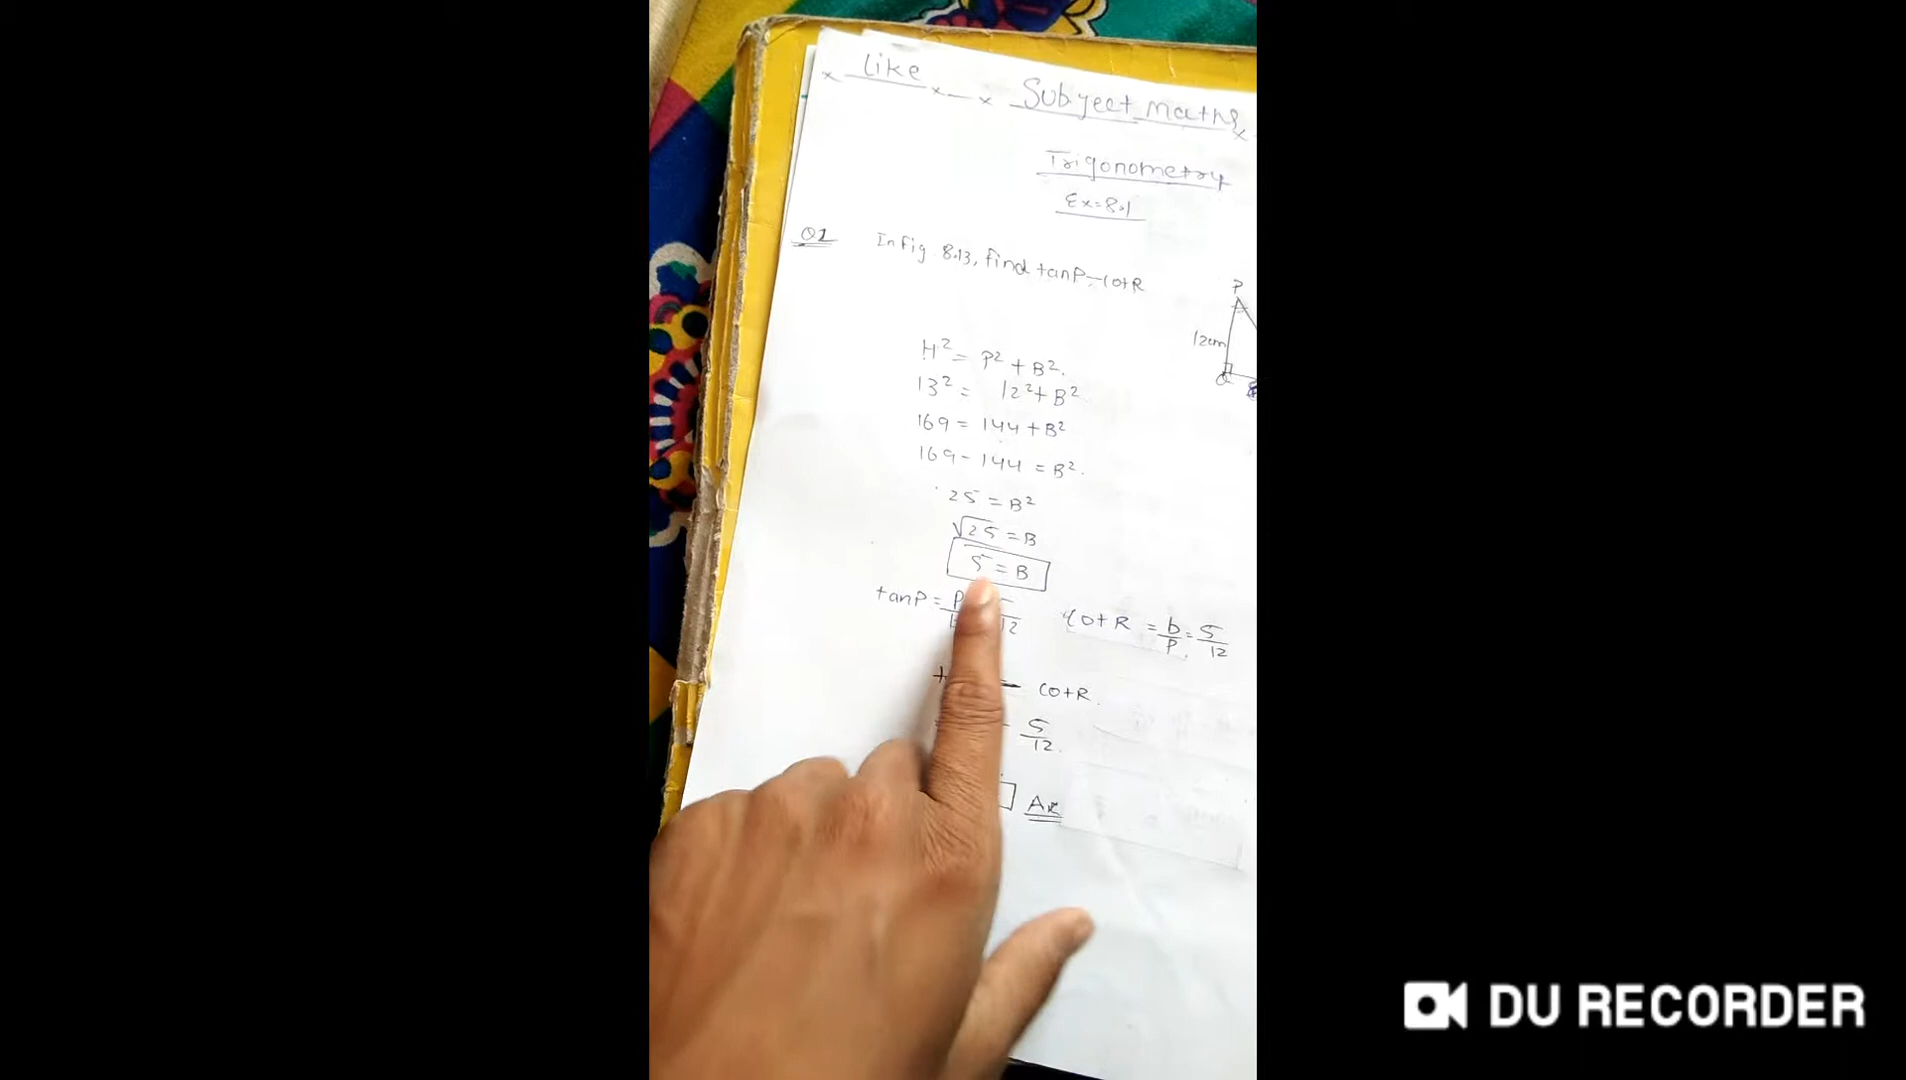 like
Subject maths
Trigonometry
Ex=8.1
Q1 In fig 8.13, find tanP-cotR
P
12cm
Q
H² = P² + B².
13² = 12² + B²
169 = 144 + B²
169 - 144 = B².
25 = B²
√25 = B
5 = B
tanP = P 12 cotR = b/P. = 5/12
- cotR.
- 5/12.
DU RECORDER